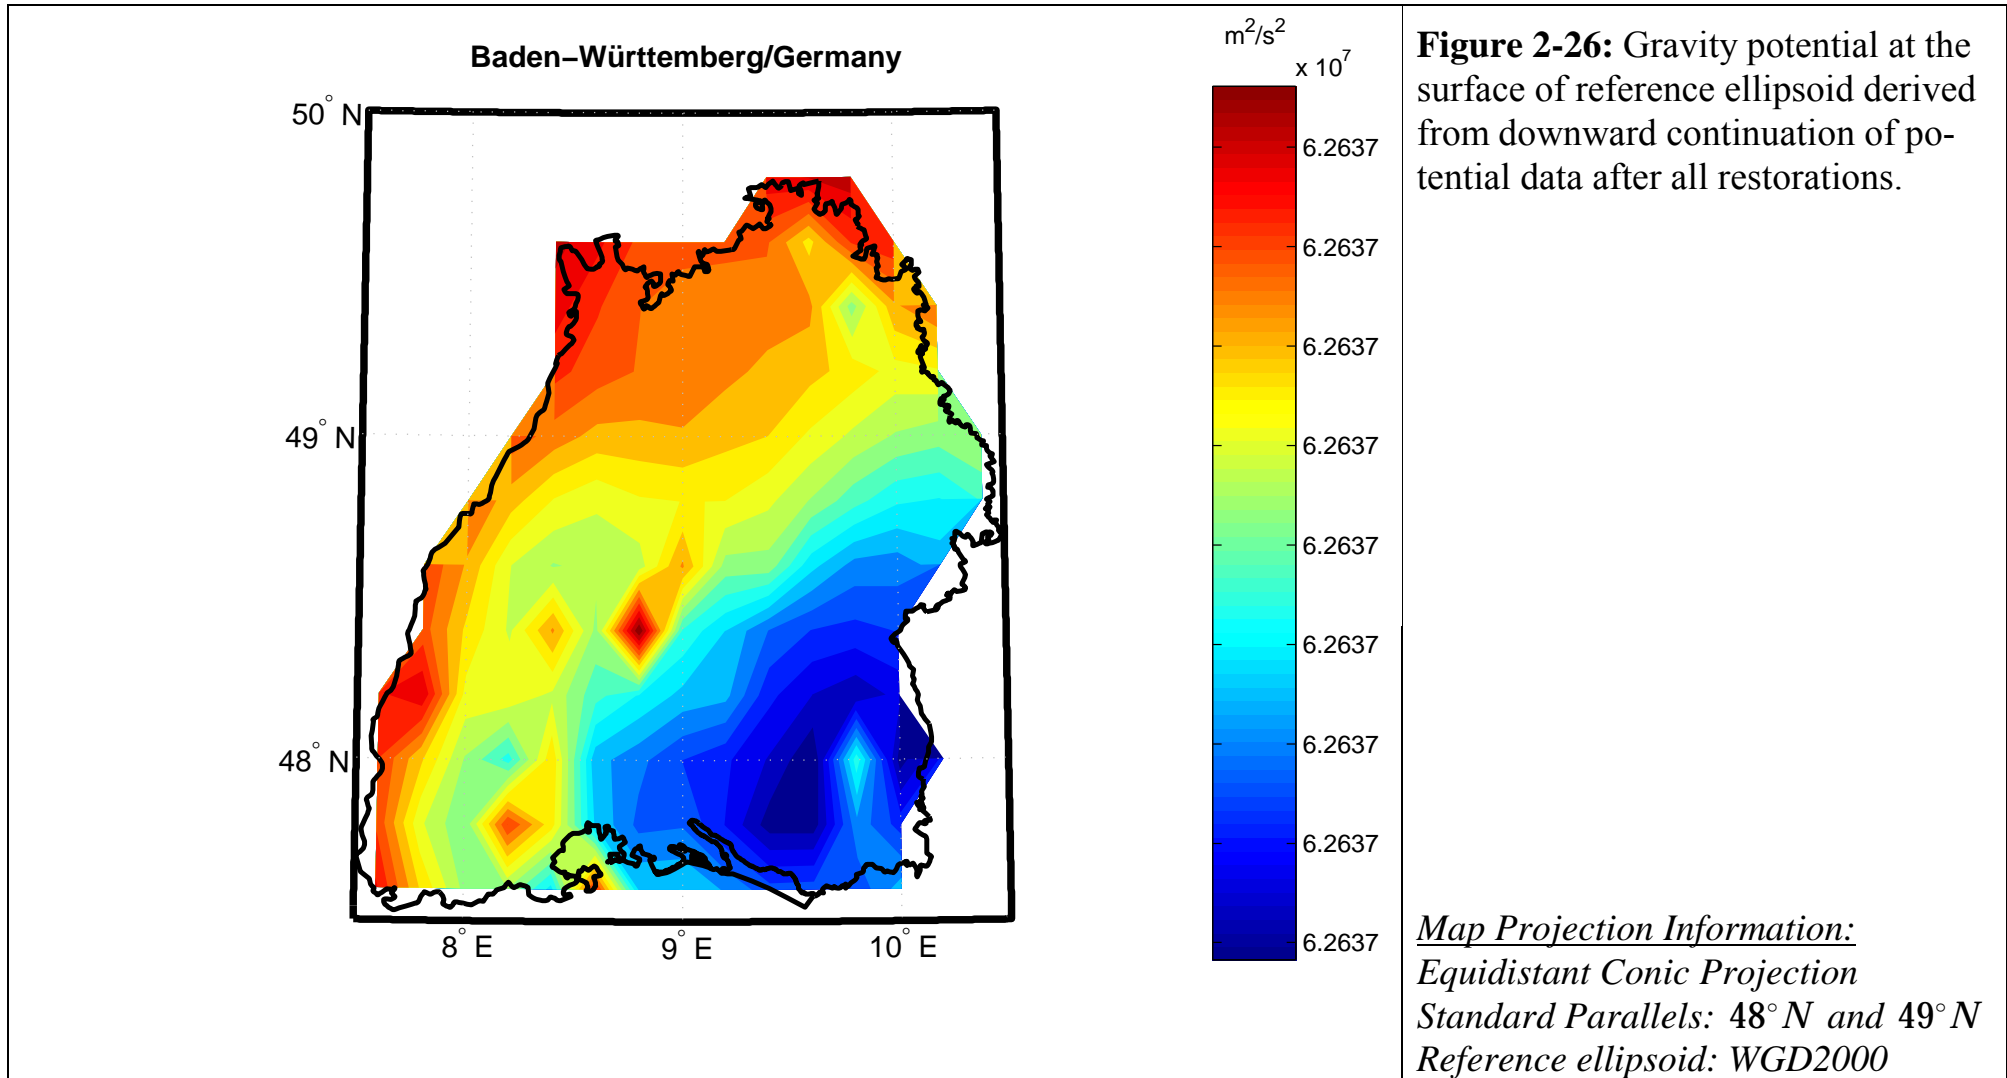 Baden−Württemberg/Germany
50° N
49° N
48° N
8° E
9° E
10° E
m²/s²
x 10⁷
6.2637
6.2637
6.2637
6.2637
6.2637
6.2637
6.2637
6.2637
6.2637
Figure 2-26: Gravity potential at the
surface of reference ellipsoid derived
from downward continuation of po-
tential data after all restorations.
Map Projection Information:
Equidistant Conic Projection
Standard Parallels: 48°N and 49°N
Reference ellipsoid: WGD2000